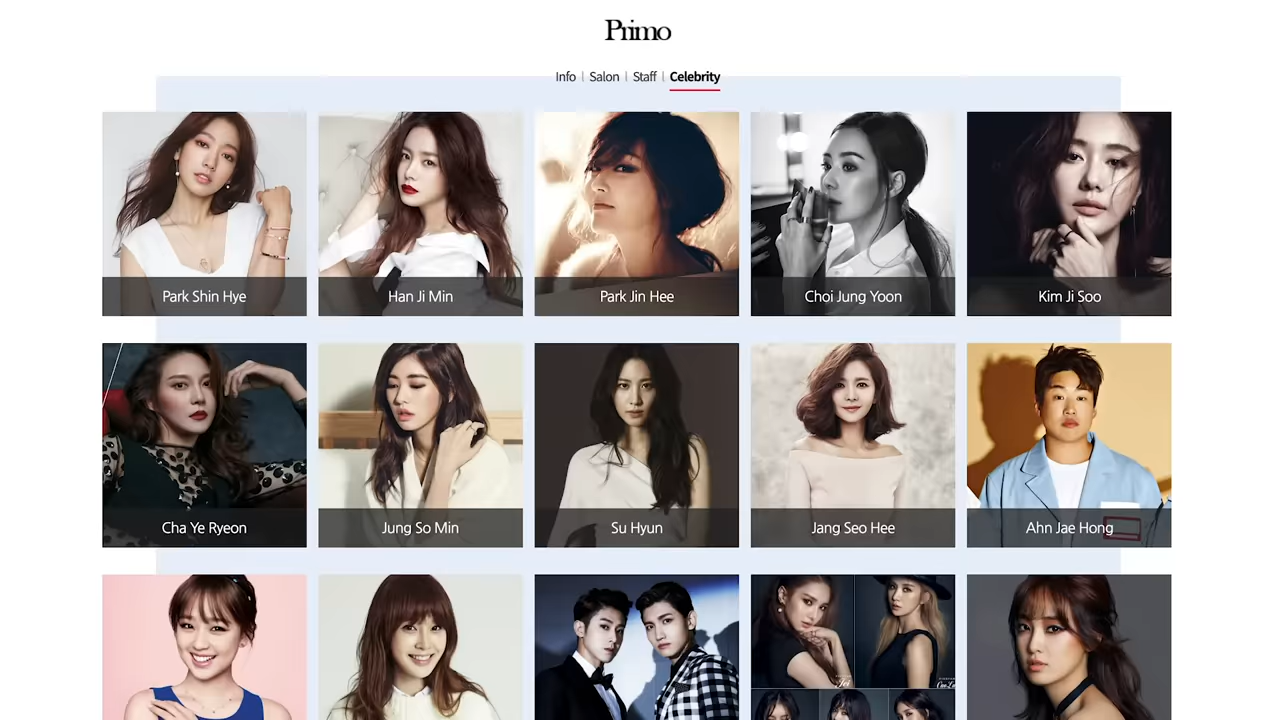 Primo
Info | Salon | Staff | Celebrity
Park Shin Hye
Han Ji Min
Park Jin Hee
Choi Jung Yoon
Kim Ji Soo
Cha Ye Ryeon
Jung So Min
Su Hyun
Jang Seo Hee
Ahn Jae Hong